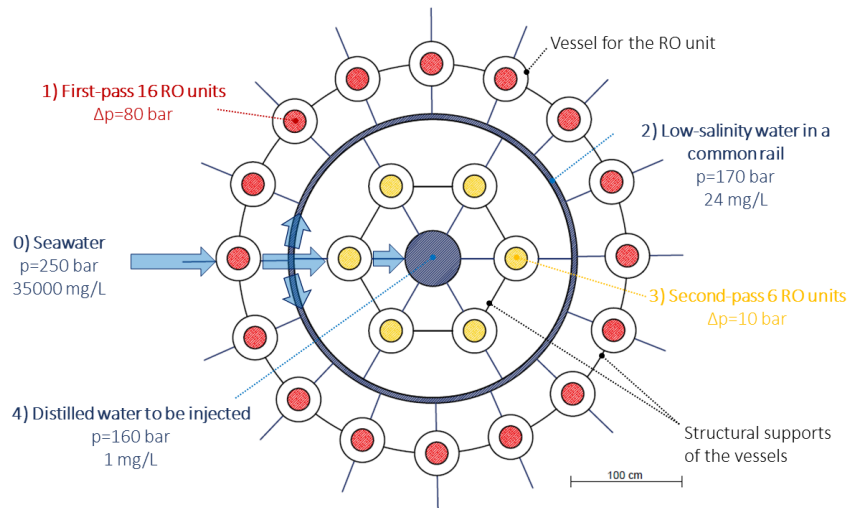 Vessel for the RO unit
1) First-pass 16 RO units
Δp=80 bar
2) Low-salinity water in a
common rail
p=170 bar
24 mg/L
0) Seawater
p=250 bar
35000 mg/L
3) Second-pass 6 RO units
Δp=10 bar
4) Distilled water to be injected
p=160 bar
1 mg/L
Structural supports
of the vessels
100 cm